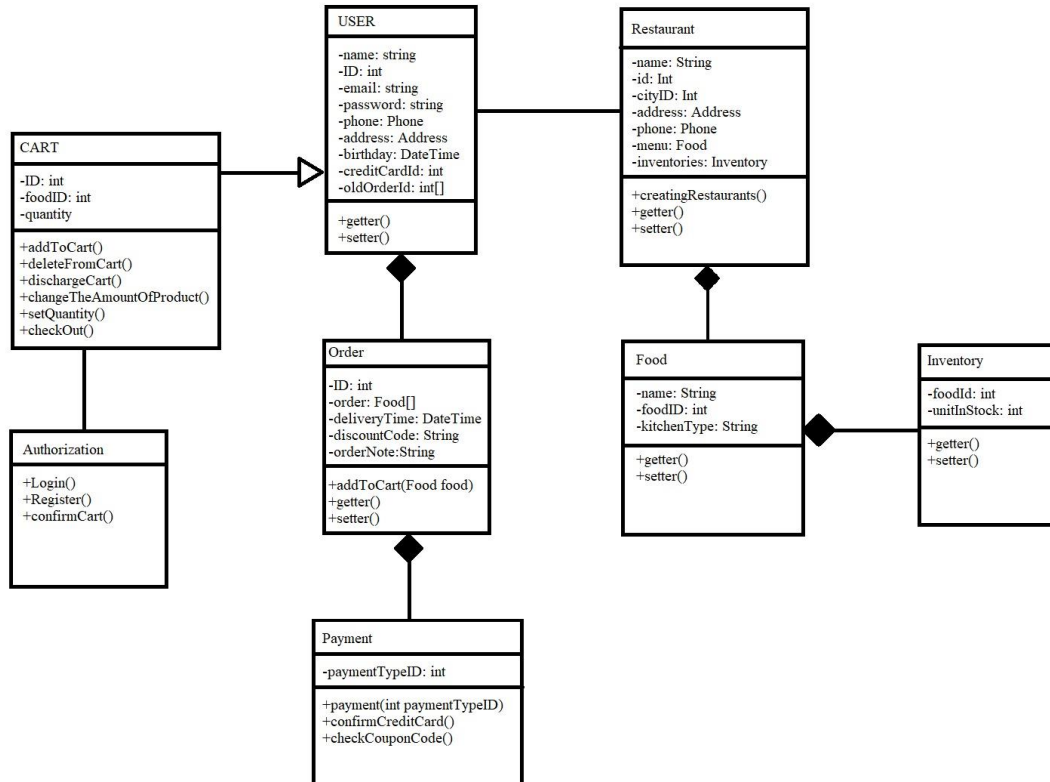 USER
-name: string
-ID: int
-email: string
-password: string
-phone: Phone
-address: Address
-birthday: DateTime
-creditCardId: int
-oldOrderId: int[]
+getter()
+setter()
Restaurant
-name: String
-id: Int
-cityID: Int
-address: Address
-phone: Phone
-menu: Food
-inventories: Inventory
+creatingRestaurants()
+getter()
+setter()
CART
-ID: int
-foodID: int
-quantity
+addToCart()
+deleteFromCart()
+dischargeCart()
+changeTheAmountOfProduct()
+setQuantity()
+checkOut()
Order
-ID: int
-order: Food[]
-deliveryTime: DateTime
-discountCode: String
-orderNote:String
+addToCart(Food food)
+getter()
+setter()
Food
-name: String
-foodID: int
-kitchenType: String
+getter()
+setter()
Inventory
-foodId: int
-unitInStock: int
+getter()
+setter()
Authorization
+Login()
+Register()
+confirmCart()
Payment
-paymentTypeID: int
+payment(int paymentTypeID)
+confirmCreditCard()
+checkCouponCode()